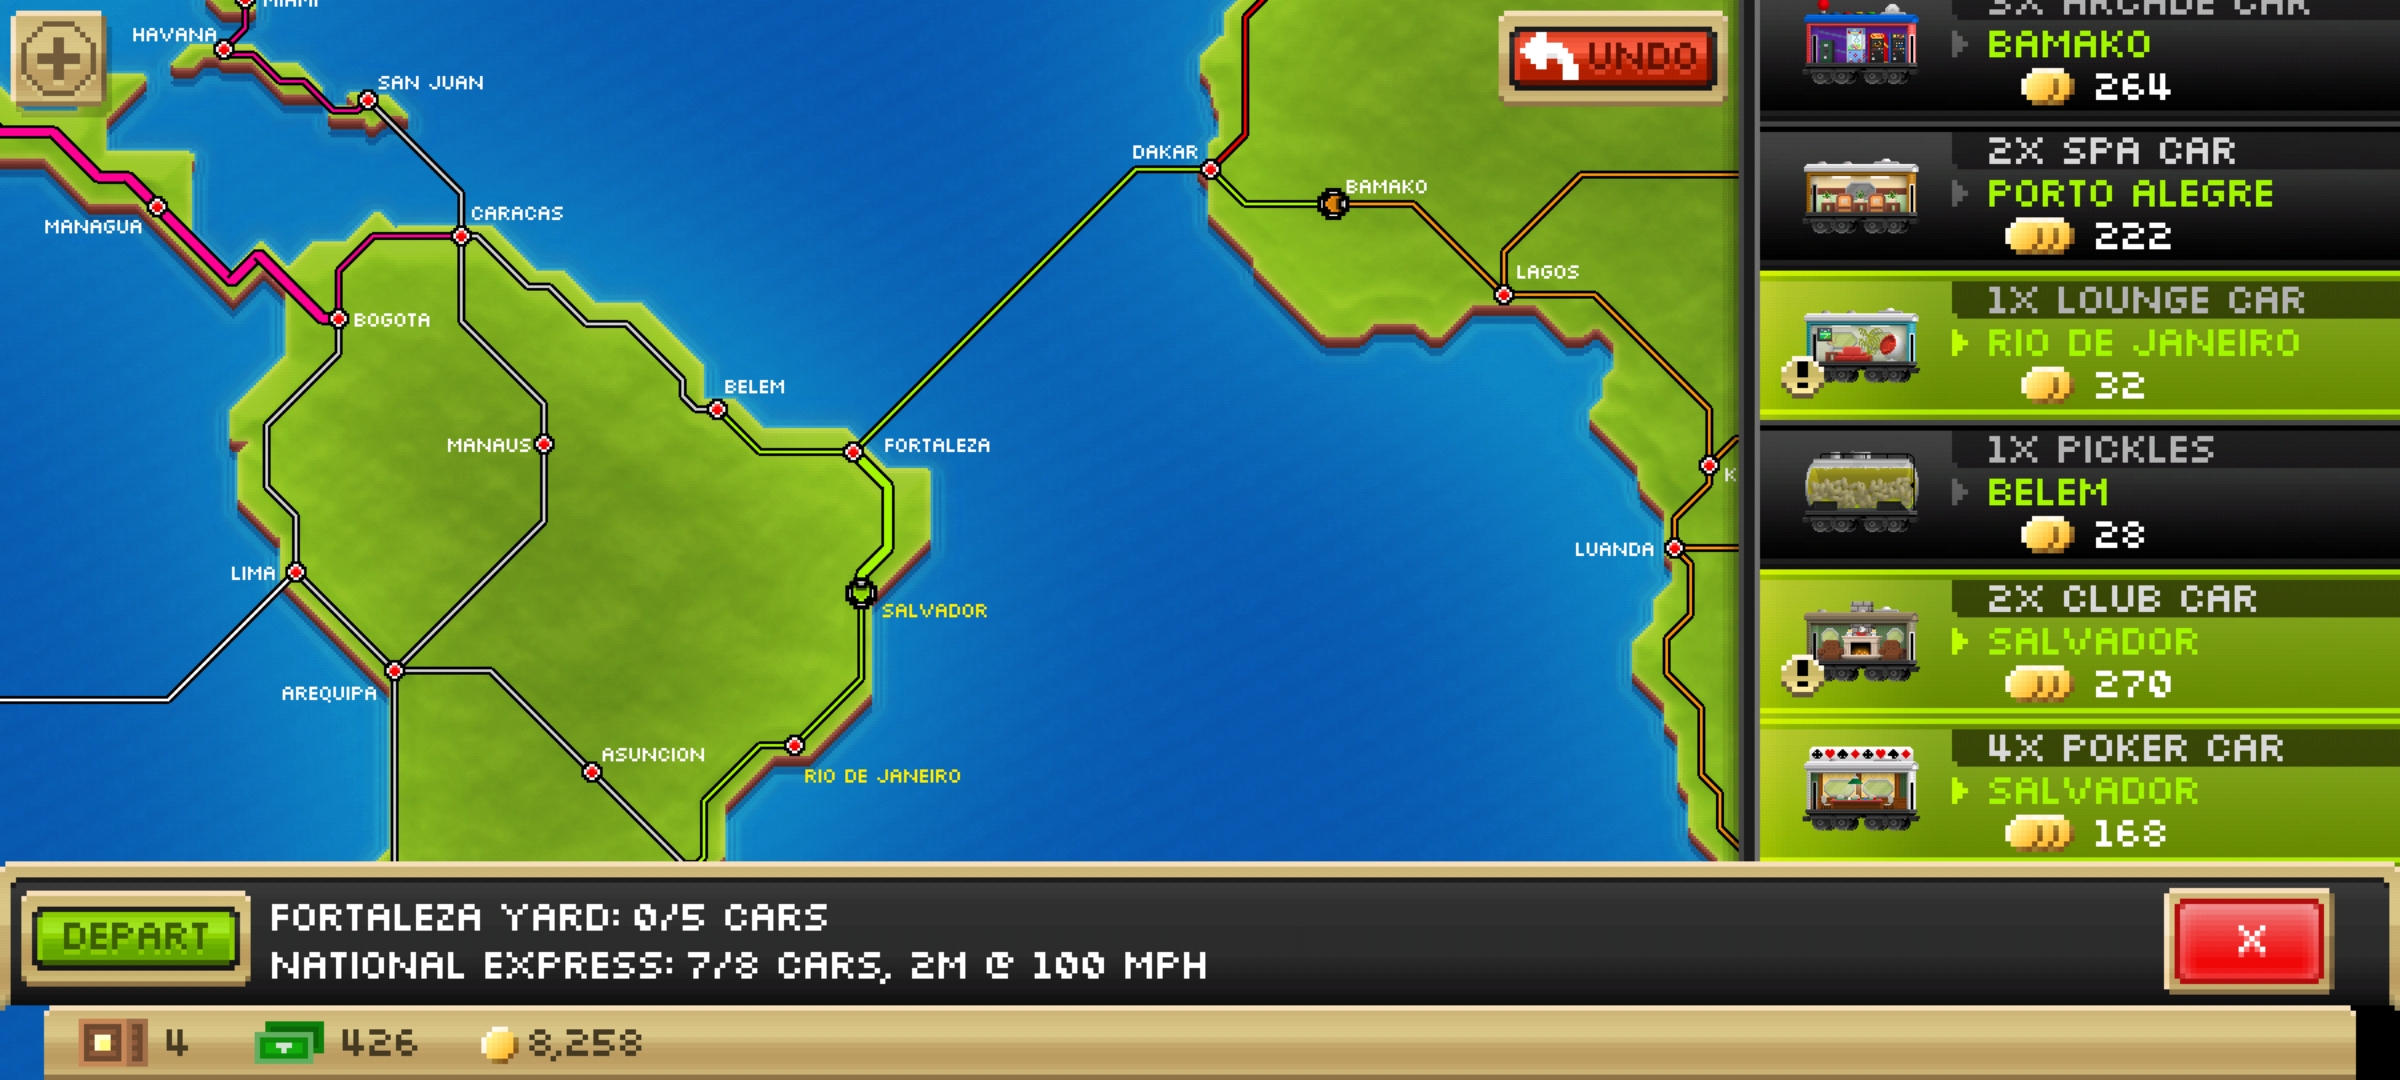 MIAMI
HAVANA
SAN JUAN
MANAGUA
CARACAS
BOGOTA
BELEM
MANAUS
FORTALEZA
LIMA
SALVADOR
AREQUIPA
ASUNCION
RIO DE JANEIRO
DAKAR
BAMAKO
LAGOS
K
LUANDA
UNDO
3X ARCADE CAR
BAMAKO
264
2X SPA CAR
PORTO ALEGRE
222
1X LOUNGE CAR
RIO DE JANEIRO
32
1X PICKLES
BELEM
28
2X CLUB CAR
SALVADOR
270
4X POKER CAR
SALVADOR
168
DEPART
FORTALEZA YARD: 0/5 CARS
NATIONAL EXPRESS: 7/8 CARS, 2M @ 100 MPH
X
4
426
8,258